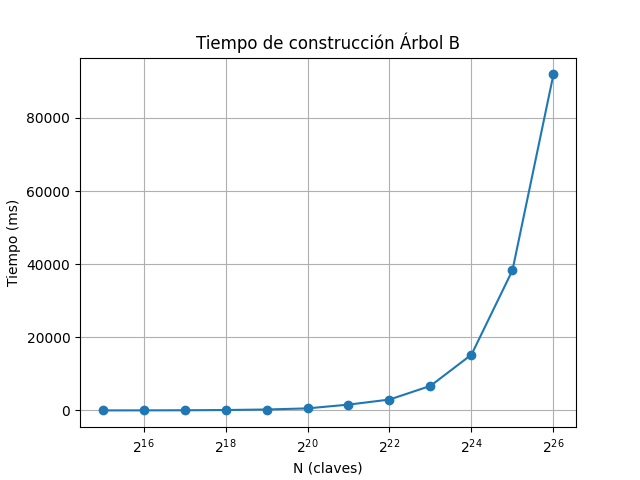 Tiempo de construcción Árbol B
Tiempo (ms)
80000
60000
40000
20000
0
2^16 2^18 2^20 2^22 2^24 2^26
N (claves)